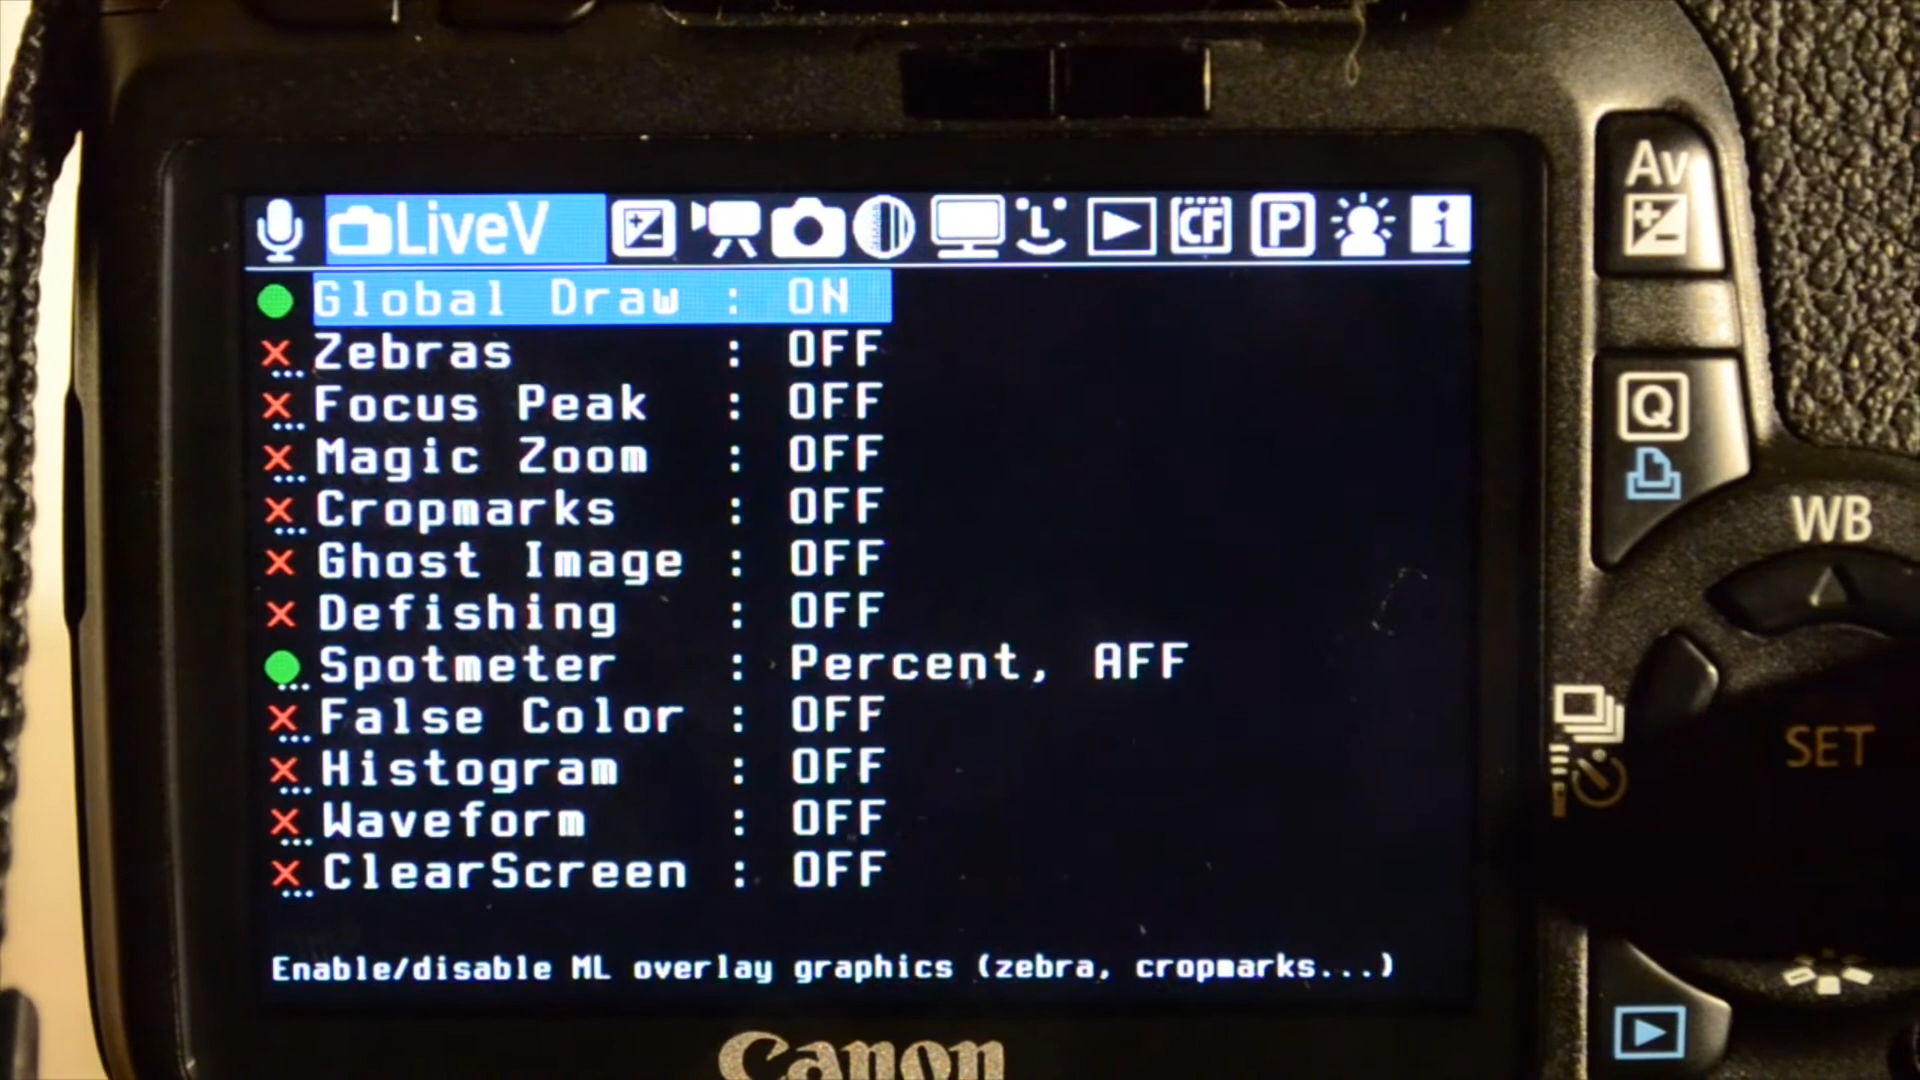 LiveV CF P i
Global Draw : ON
Zebras : OFF
Focus Peak : OFF
Magic Zoom : OFF
Cropmarks : OFF
Ghost Image : OFF
Defishing : OFF
Spotmeter : Percent, AFF
False Color : OFF
Histogram : OFF
Waveform : OFF
ClearScreen : OFF
Enable/disable ML overlay graphics (zebra, cropmarks...)
Canon
Av
Q
WB
SET